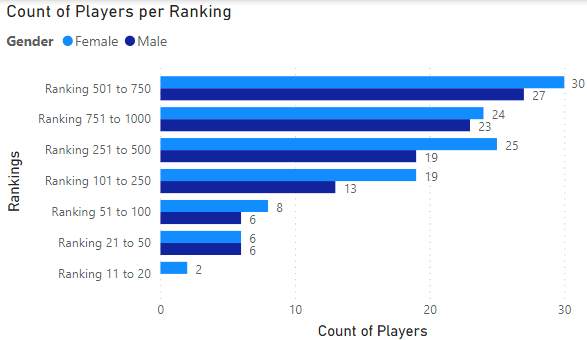 Count of Players per Ranking
Gender Female Male
Rankings
Ranking 501 to 750 30
27
Ranking 751 to 1000 24
23
Ranking 251 to 500 25
19
Ranking 101 to 250 19
13
Ranking 51 to 100 8
6
Ranking 21 to 50 6
6
Ranking 11 to 20 2
0 10 20 30
Count of Players